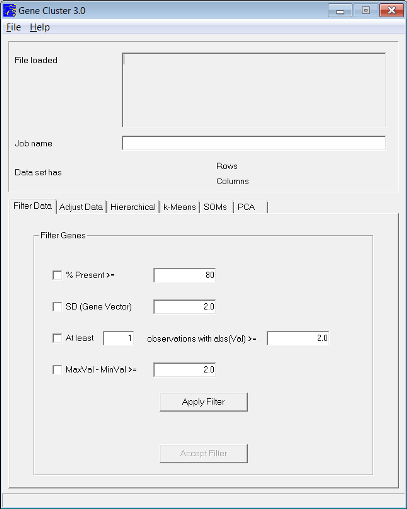 Gene Cluster 3.0
File Help
File loaded
Job name
Data set has
Rows
Columns
Filter Data Adjust Data Hierarchical k-Means SOMs PCA
Filter Genes
% Present >= 80
SD (Gene Vector) 2.0
At least 1 observations with abs(Val) >= 2.0
MaxVal - MinVal >= 2.0
Apply Filter
Accept Filter